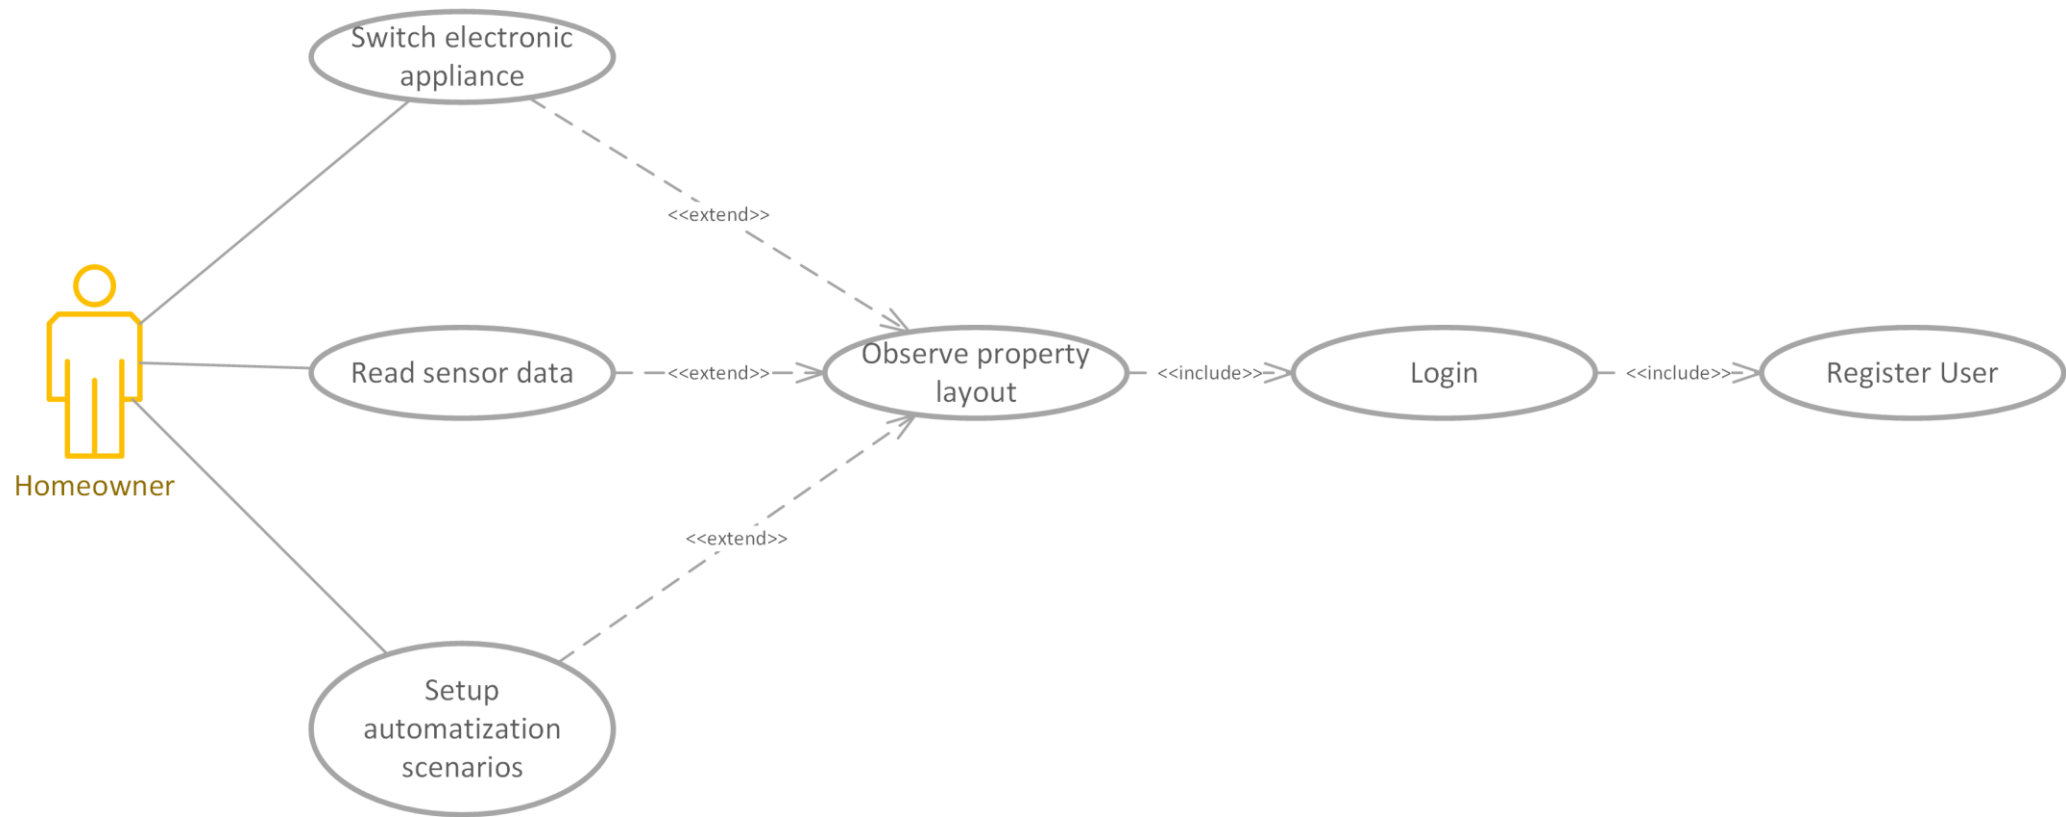 Switch electronic
appliance
<<extend>>
Read sensor data
<<extend>>
Observe property
layout
<<include>>
Login
<<include>>
Register User
Homeowner
<<extend>>
Setup
automatization
scenarios